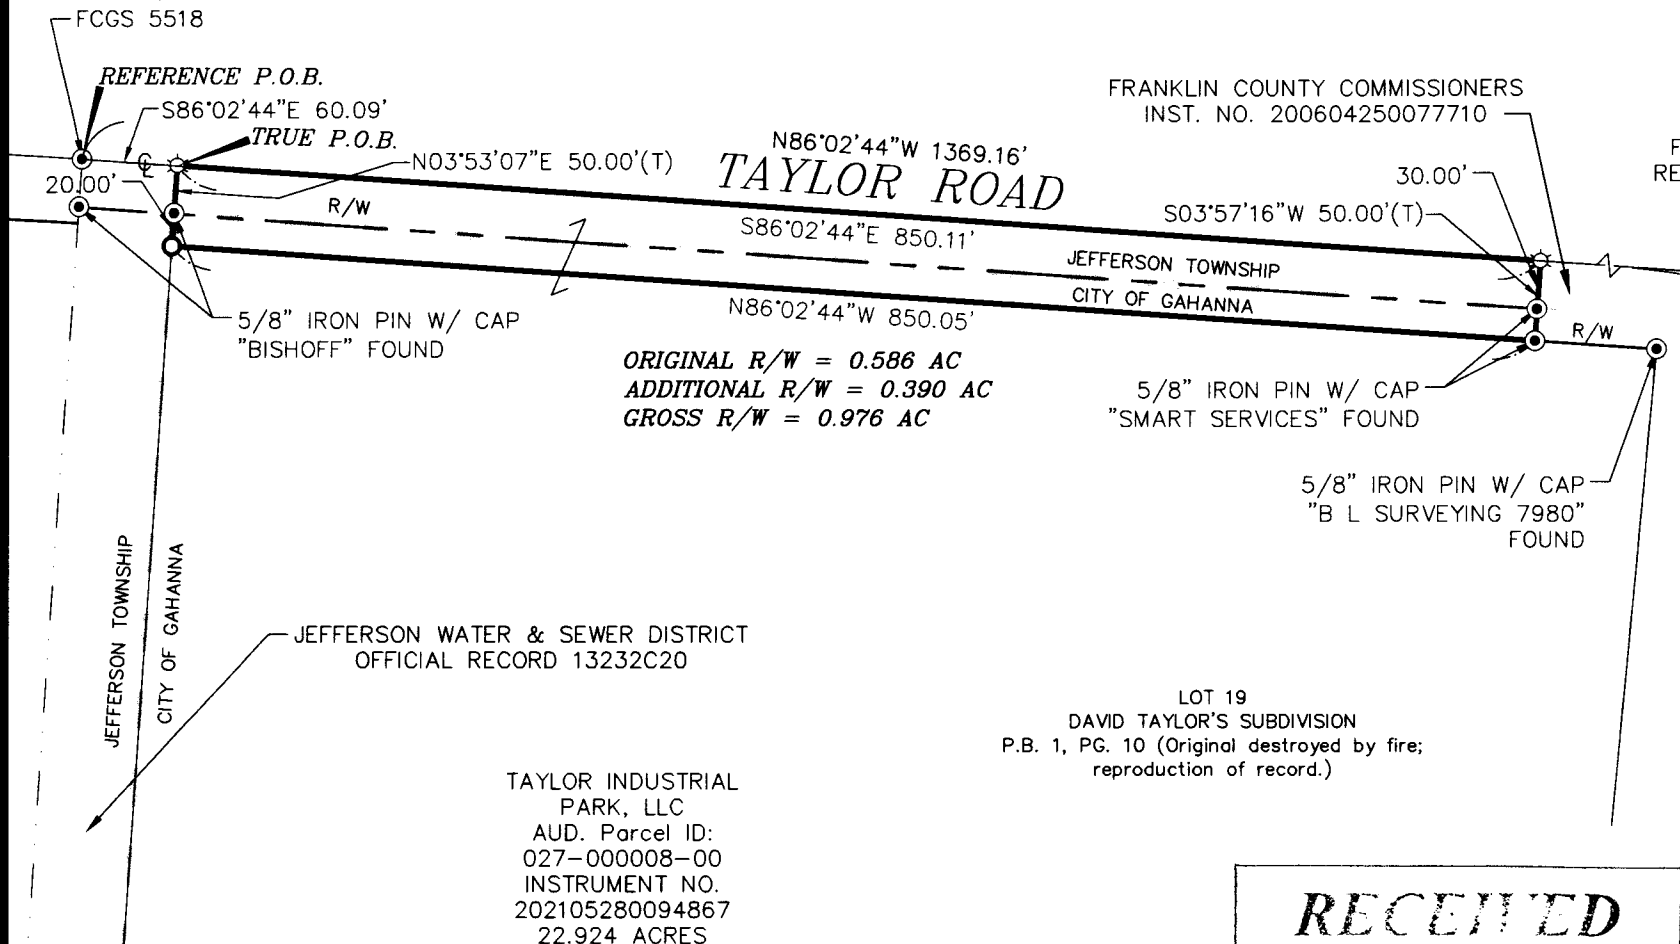 FCGS 5518
REFERENCE P.O.B.
S86°02'44"E 60.09'
TRUE P.O.B.
℄
20.00'
N03°53'07"E 50.00'(T)
R/W
N86°02'44"W 1369.16'
TAYLOR ROAD
S86°02'44"E 850.11'
FRANKLIN COUNTY COMMISSIONERS
INST. NO. 200604250077710
30.00'
S03°57'16"W 50.00'(T)
F
RE
JEFFERSON TOWNSHIP
CITY OF GAHANNA
N86°02'44"W 850.05'
R/W
5/8" IRON PIN W/ CAP
"BISHOFF" FOUND
ORIGINAL R/W = 0.586 AC
ADDITIONAL R/W = 0.390 AC
GROSS R/W = 0.976 AC
5/8" IRON PIN W/ CAP
"SMART SERVICES" FOUND
5/8" IRON PIN W/ CAP
"B L SURVEYING 7980"
FOUND
JEFFERSON TOWNSHIP
CITY OF GAHANNA
JEFFERSON WATER & SEWER DISTRICT
OFFICIAL RECORD 13232C20
LOT 19
DAVID TAYLOR'S SUBDIVISION
P.B. 1, PG. 10 (Original destroyed by fire;
reproduction of record.)
TAYLOR INDUSTRIAL
PARK, LLC
AUD. Parcel ID:
027-000008-00
INSTRUMENT NO.
202105280094867
22.924 ACRES
RECEIVED